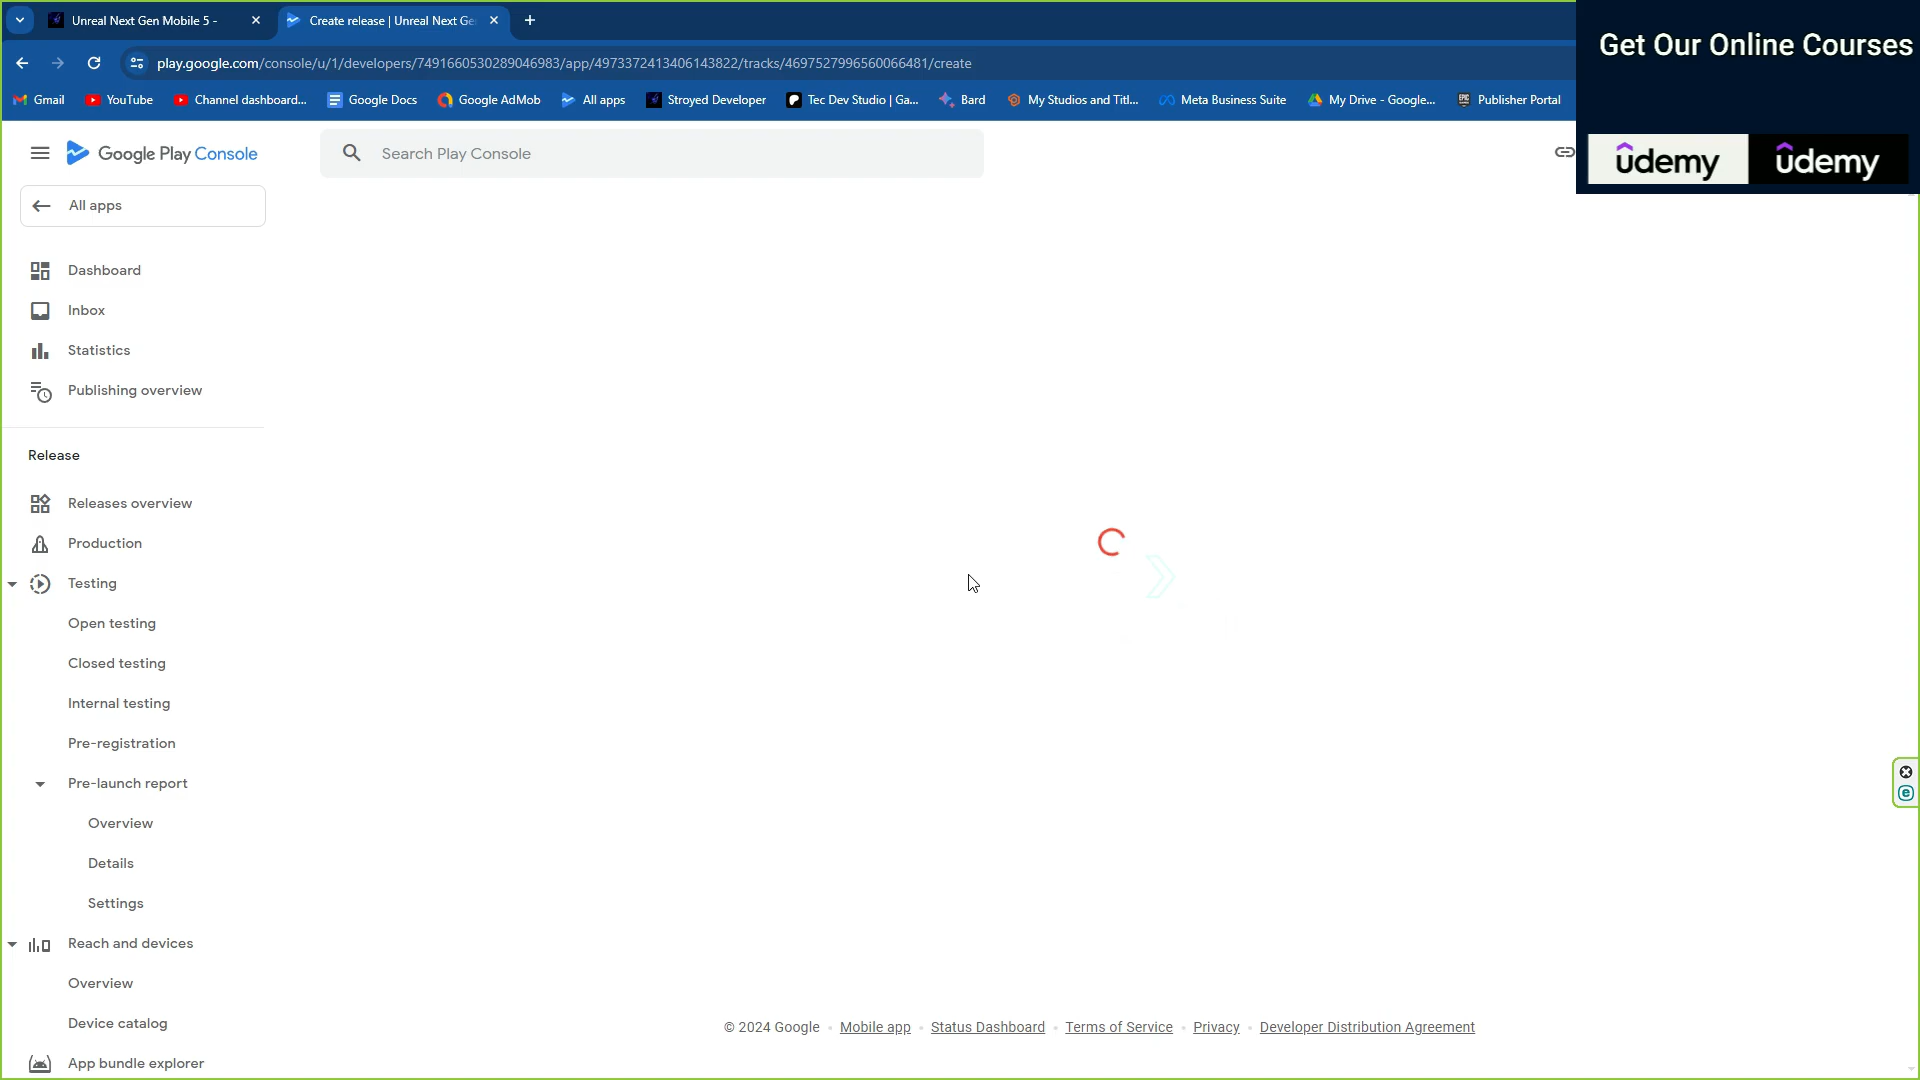 Unreal Next Gen Mobile 5 -
Create release | Unreal Next Ge
play.google.com/console/u/1/developers/7491660530289046983/app/4973372413406143822/tracks/4697527996560066481/create
Gmail
YouTube
Channel dashboard...
Google Docs
Google AdMob
All apps
Stroyed Developer
Tec Dev Studio | Ga...
Bard
My Studios and Titl...
Meta Business Suite
My Drive - Google...
Publisher Portal
Get Our Online Courses
udemy
udemy
Google Play Console
Search Play Console
All apps
Dashboard
Inbox
Statistics
Publishing overview
Release
Releases overview
Production
Testing
Open testing
Closed testing
Internal testing
Pre-registration
Pre-launch report
Overview
Details
Settings
Reach and devices
Overview
Device catalog
App bundle explorer
© 2024 Google • Mobile app • Status Dashboard • Terms of Service • Privacy • Developer Distribution Agreement